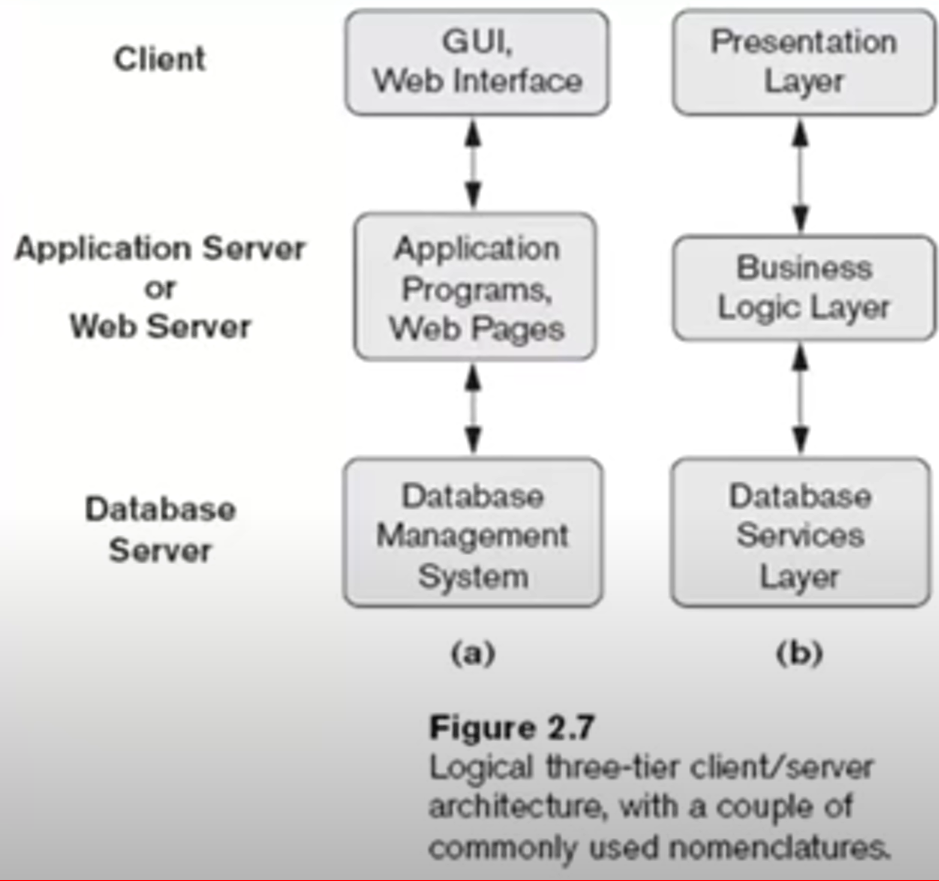 Client
GUI,
Web Interface
Presentation
Layer
Application Server
or
Web Server
Application
Programs,
Web Pages
Business
Logic Layer
Database
Server
Database
Management
System
Database
Services
Layer
(a)
(b)
Figure 2.7
Logical three-tier client/server
architecture, with a couple of
commonly used nomenclatures.